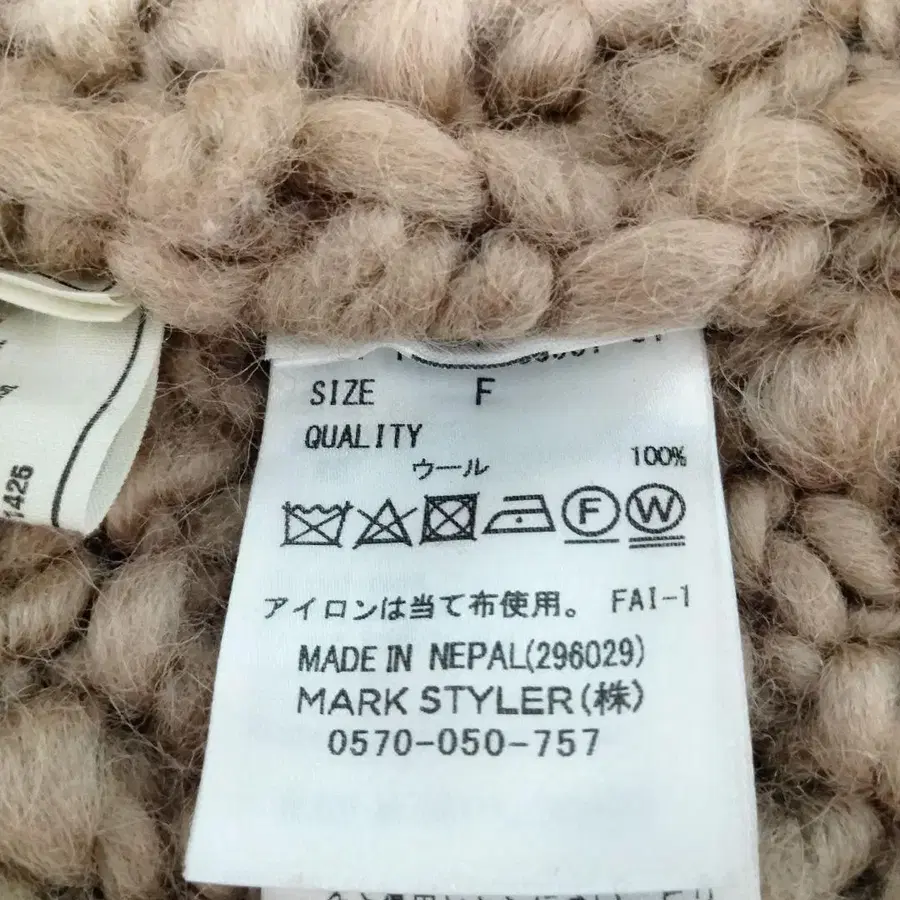 1425
SIZE F
QUALITY
ウール 100%
F W
アイロンは当て布使用。 FAI-1
MADE IN NEPAL(296029)
MARK STYLER(株)
0570-050-757